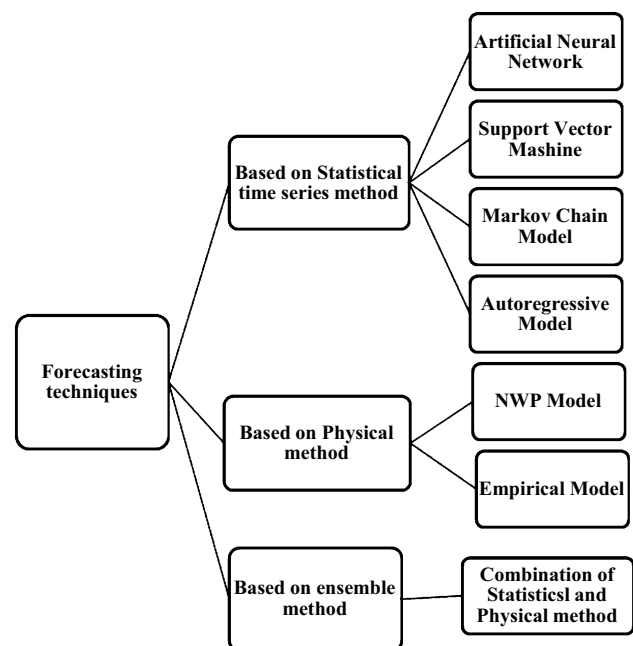 Artificial Neural
Network
Support Vector
Mashine
Based on Statistical
time series method
Markov Chain
Model
Autoregressive
Model
Forecasting
techniques
NWP Model
Based on Physical
method
Empirical Model
Based on ensemble
method
Combination of
Statisticsl and
Physical method